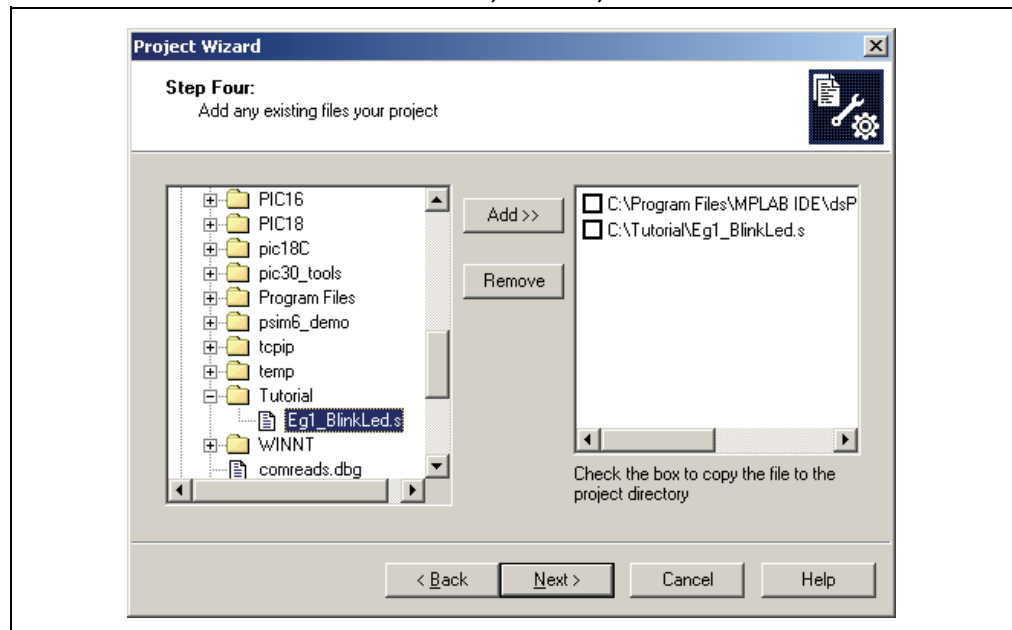 Project Wizard
Step Four:
Add any existing files your project
PIC16
PIC18
pic18C
pic30_tools
Program Files
psim6_demo
tcpip
temp
Tutorial
Eg1_BlinkLed.s
WINNT
comreads.dbg
Add >>
Remove
C:\Program Files\MPLAB IDE\dsP
C:\Tutorial\Eg1_BlinkLed.s
Check the box to copy the file to the
project directory
< Back
Next >
Cancel
Help